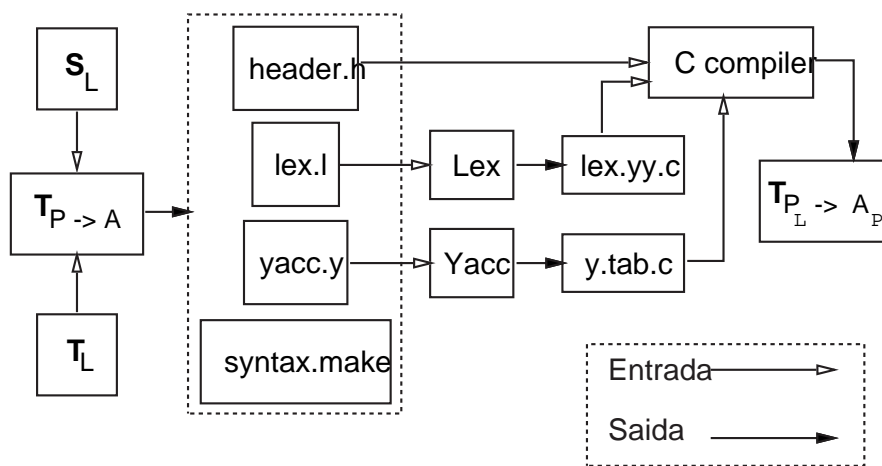 S_L
header.h
C compiler
lex.l
Lex
lex.yy.c
T_P -> A
T_P_L -> A_P
yacc.y
Yacc
y.tab.c
T_L
syntax.make
Entrada
Saida